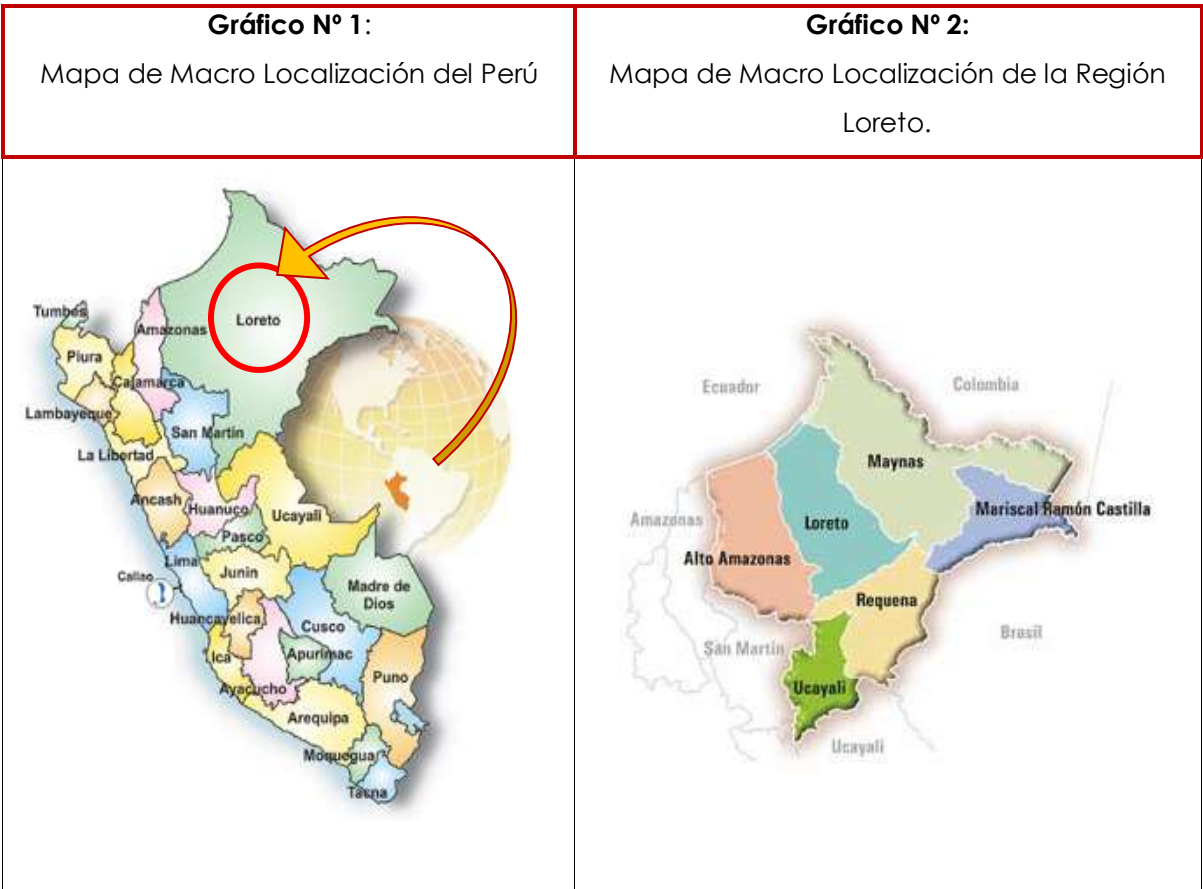 Gráfico Nº 1:
Mapa de Macro Localización del Perú
Gráfico Nº 2:
Mapa de Macro Localización de la Región
Loreto.
Tumbes
Amazonas
Loreto
Piura
Cajamarca
Lambayeque
San Martin
La Libertad
Ancash
Huanuco
Ucayali
Pasco
Lima
Callao
Junin
Madre de
Dios
Huancavelica
Cusco
Ica
Apurimac
Puno
Ayacucho
Arequipa
Moquegua
Tacna
Ecuador
Colombia
Maynas
Mariscal Ramón Castilla
Amazonas
Loreto
Alto Amazonas
Requena
Brasil
San Martin
Ucayali
Ucayali